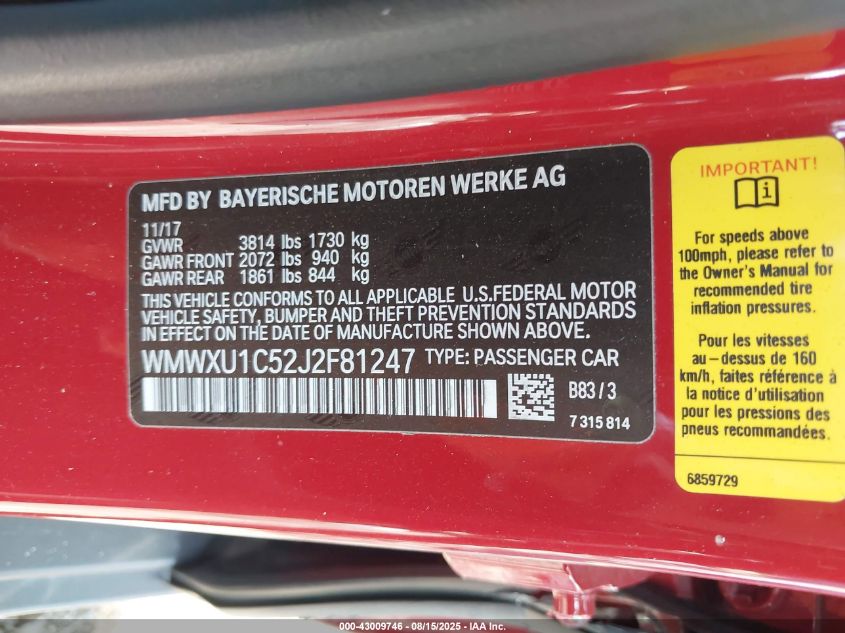 MFD BY BAYERISCHE MOTOREN WERKE AG
11/17
GVWR 3814 lbs 1730 kg
GAWR FRONT 2072 lbs 940 kg
GAWR REAR 1861 lbs 844 kg
THIS VEHICLE CONFORMS TO ALL APPLICABLE U.S.FEDERAL MOTOR
VEHICLE SAFETY, BUMPER AND THEFT PREVENTION STANDARDS
IN EFFECT ON THE DATE OF MANUFACTURE SHOWN ABOVE.
WMWXU1C52J2F81247 TYPE: PASSENGER CAR
B83 / 3
7 315 814
IMPORTANT!
i
For speeds above
100mph, please refer to
the Owner's Manual for
recommended tire
inflation pressures.
Pour les vitesses
au-dessus de 160
km/h, faites référence à
la notice d'utilisation
pour les pressions des
pneus recommandées.
6859729
000-43009746 - 08/15/2025 - IAA Inc.